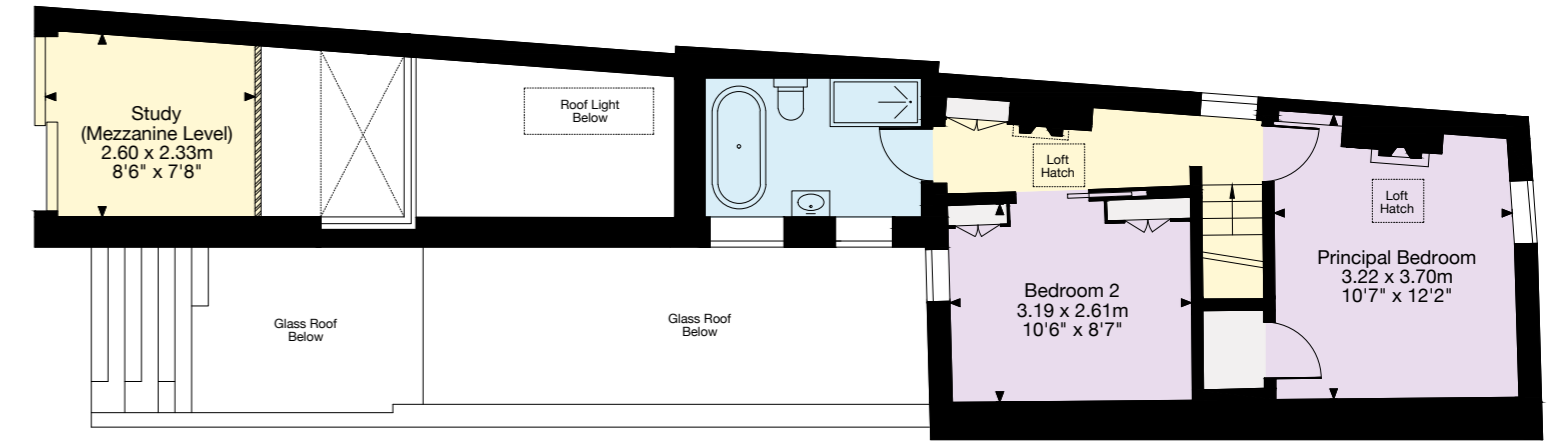 Study
(Mezzanine Level)
2.60 x 2.33m
8'6" x 7'8"
Roof Light
Below
Loft
Hatch
Loft
Hatch
Principal Bedroom
3.22 x 3.70m
10'7" x 12'2"
Bedroom 2
3.19 x 2.61m
10'6" x 8'7"
Glass Roof
Below
Glass Roof
Below